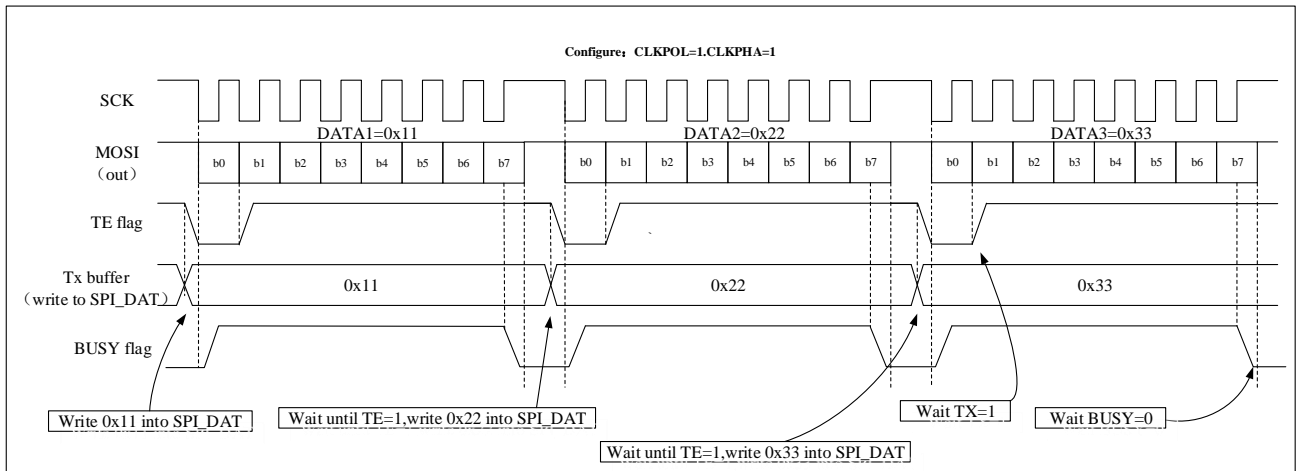 Configure：CLKPOL=1.CLKPHA=1
SCK
DATA1=0x11 DATA2=0x22 DATA3=0x33
MOSI
（out）
b0 b1 b2 b3 b4 b5 b6 b7 b0 b1 b2 b3 b4 b5 b6 b7 b0 b1 b2 b3 b4 b5 b6 b7
TE flag
Tx buffer
（write to SPI_DAT）
0x11 0x22 0x33
BUSY flag
Write 0x11 into SPI_DAT
Wait until TE=1,write 0x22 into SPI_DAT
Wait until TE=1,write 0x33 into SPI_DAT
Wait TX=1
Wait BUSY=0